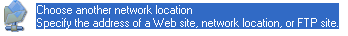 Choose another network location
Specify the address of a Web site, network location, or FTP site.